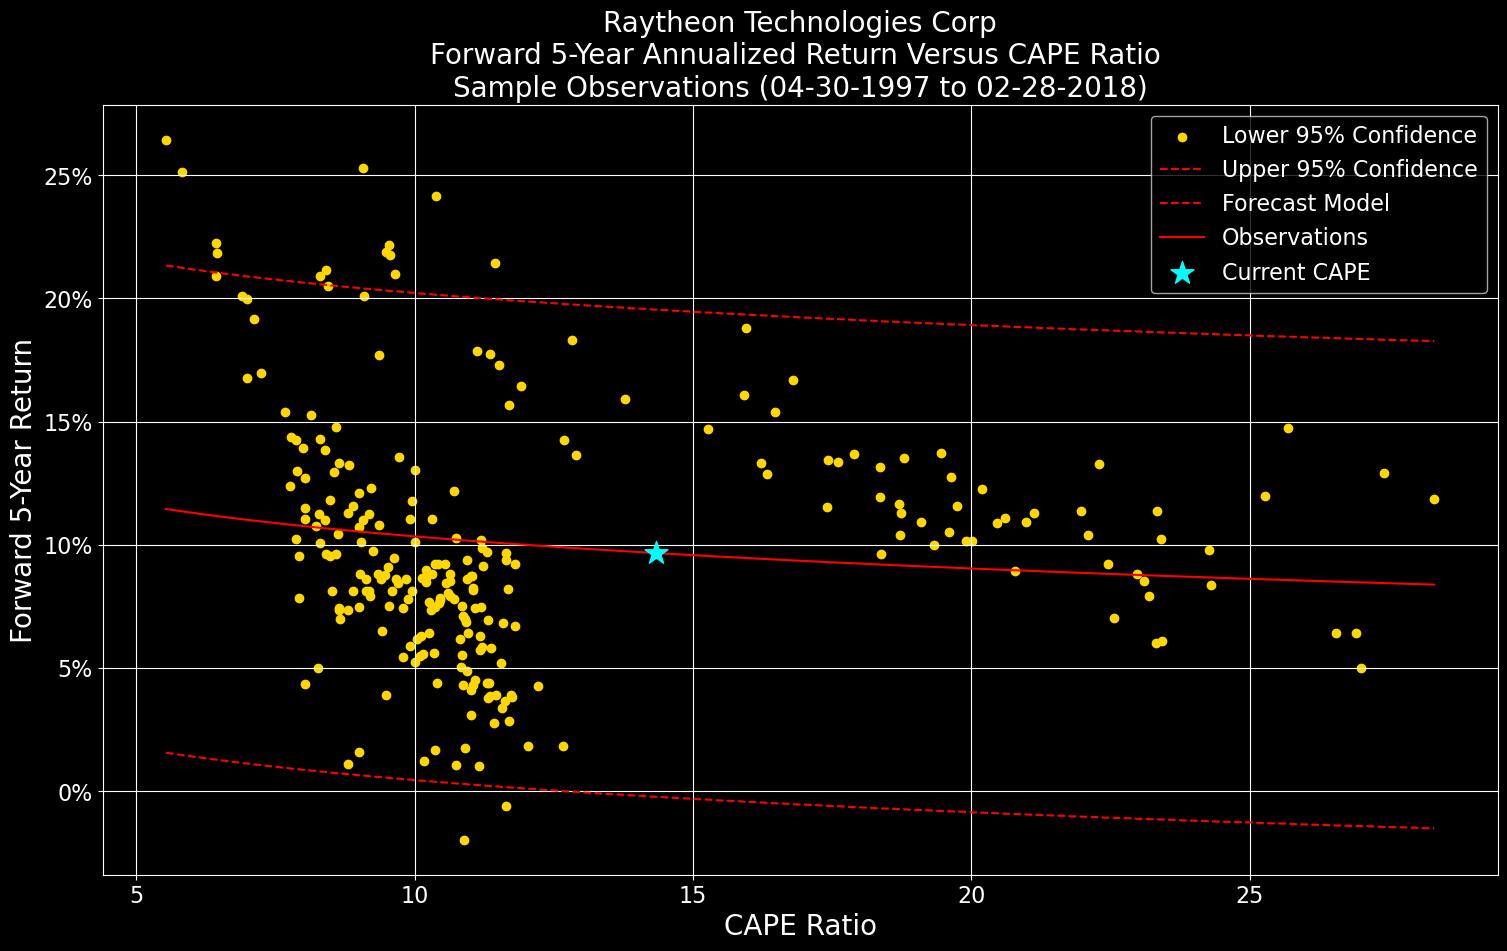 Raytheon Technologies Corp
Forward 5-Year Annualized Return Versus CAPE Ratio
Sample Observations (04-30-1997 to 02-28-2018)
Lower 95% Confidence
Upper 95% Confidence
Forecast Model
Observations
Current CAPE
Forward 5-Year Return
25%
20%
15%
10%
5%
0%
5 10 15 20 25
CAPE Ratio